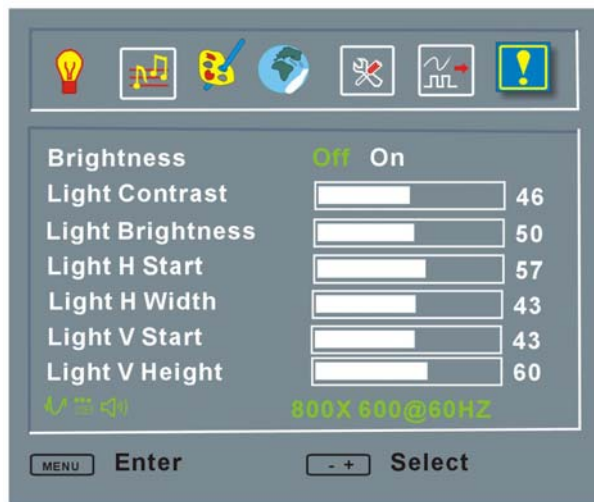 Brightness Off On
Light Contrast 46
Light Brightness 50
Light H Start 57
Light H Width 43
Light V Start 43
Light V Height 60
800X 600@60HZ
MENU Enter - + Select